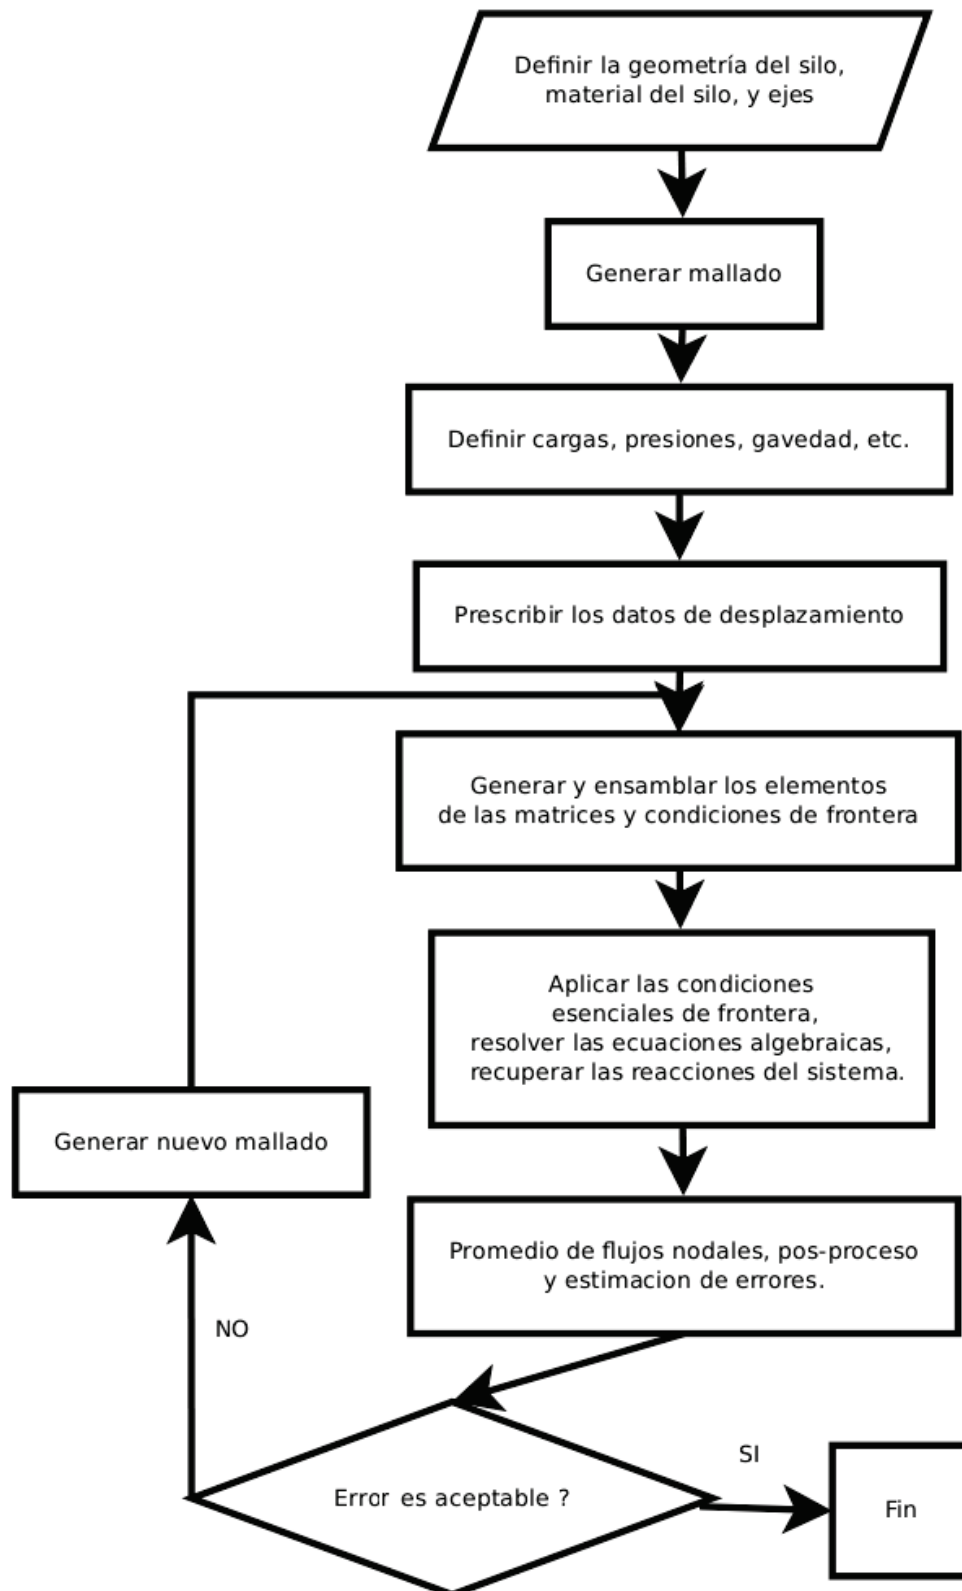 Definir la geometría del silo,
material del silo, y ejes
Generar mallado
Definir cargas, presiones, gavedad, etc.
Prescribir los datos de desplazamiento
Generar y ensamblar los elementos
de las matrices y condiciones de frontera
Aplicar las condiciones
esenciales de frontera,
resolver las ecuaciones algebraicas,
recuperar las reacciones del sistema.
Generar nuevo mallado
Promedio de flujos nodales, pos-proceso
y estimacion de errores.
NO
SI
Error es aceptable ?
Fin